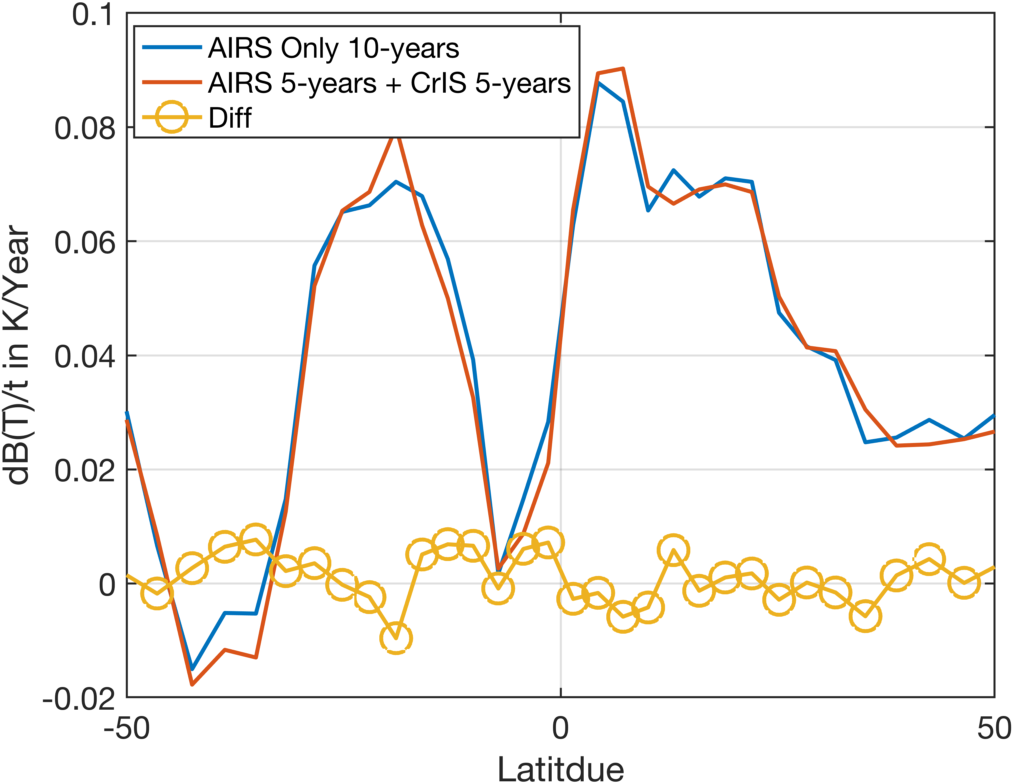 0.1
AIRS Only 10-years
AIRS 5-years + CrIS 5-years
Diff
0.08
0.06
0.04
0.02
0
-0.02
dB(T)/t in K/Year
-50
0
50
Latitdue